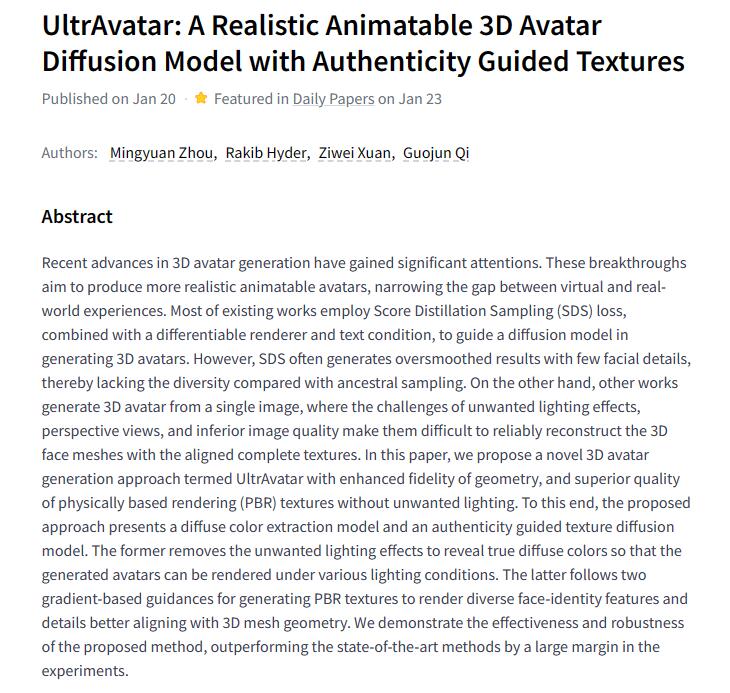 UltrAvatar: A Realistic Animatable 3D Avatar
Diffusion Model with Authenticity Guided Textures
Published on Jan 20 · ⭐ Featured in Daily Papers on Jan 23
Authors: Mingyuan Zhou, Rakib Hyder, Ziwei Xuan, Guojun Qi
Abstract
Recent advances in 3D avatar generation have gained significant attentions. These breakthroughs
aim to produce more realistic animatable avatars, narrowing the gap between virtual and real-
world experiences. Most of existing works employ Score Distillation Sampling (SDS) loss,
combined with a differentiable renderer and text condition, to guide a diffusion model in
generating 3D avatars. However, SDS often generates oversmoothed results with few facial details,
thereby lacking the diversity compared with ancestral sampling. On the other hand, other works
generate 3D avatar from a single image, where the challenges of unwanted lighting effects,
perspective views, and inferior image quality make them difficult to reliably reconstruct the 3D
face meshes with the aligned complete textures. In this paper, we propose a novel 3D avatar
generation approach termed UltrAvatar with enhanced fidelity of geometry, and superior quality
of physically based rendering (PBR) textures without unwanted lighting. To this end, the proposed
approach presents a diffuse color extraction model and an authenticity guided texture diffusion
model. The former removes the unwanted lighting effects to reveal true diffuse colors so that the
generated avatars can be rendered under various lighting conditions. The latter follows two
gradient-based guidances for generating PBR textures to render diverse face-identity features and
details better aligning with 3D mesh geometry. We demonstrate the effectiveness and robustness
of the proposed method, outperforming the state-of-the-art methods by a large margin in the
experiments.